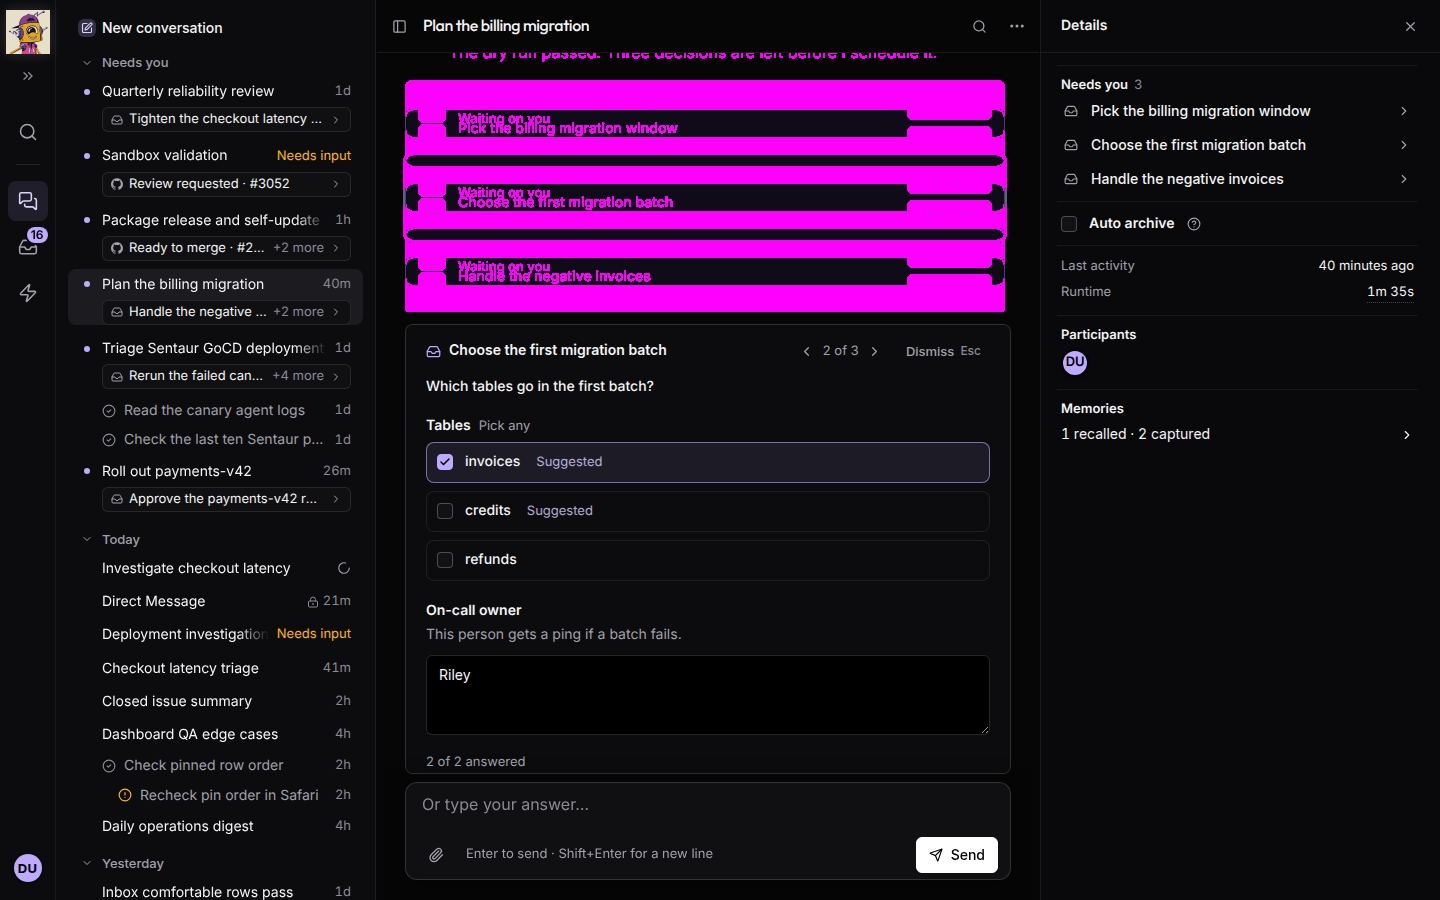 New conversation
Needs you
Quarterly reliability review 1d
Tighten the checkout latency ...
Sandbox validation Needs input
Review requested · #3052
Package release and self-update 1h
Ready to merge · #2... +2 more
16
Plan the billing migration 40m
Handle the negative ... +2 more
Triage Sentaur GoCD deployment 1d
Rerun the failed can... +4 more
Read the canary agent logs 1d
Check the last ten Sentaur p... 1d
Roll out payments-v42 26m
Approve the payments-v42 r...
Today
Investigate checkout latency
Direct Message 21m
Deployment investigation Needs input
Checkout latency triage 41m
Closed issue summary 2h
Dashboard QA edge cases 4h
Check pinned row order 2h
Recheck pin order in Safari 2h
Daily operations digest 4h
Yesterday
Inbox comfortable rows pass 1d
DU
Plan the billing migration
The dry run passed. Three decisions are left before I schedule it.
Waiting on you
Pick the billing migration window
Waiting on you
Choose the first migration batch
Waiting on you
Handle the negative invoices
Choose the first migration batch 2 of 3 Dismiss Esc
Which tables go in the first batch?
Tables Pick any
invoices Suggested
credits Suggested
refunds
On-call owner
This person gets a ping if a batch fails.
Riley
2 of 2 answered
Or type your answer...
Enter to send · Shift+Enter for a new line
Send
Details
Needs you 3
Pick the billing migration window
Choose the first migration batch
Handle the negative invoices
Auto archive
Last activity 40 minutes ago
Runtime 1m 35s
Participants
DU
Memories
1 recalled · 2 captured